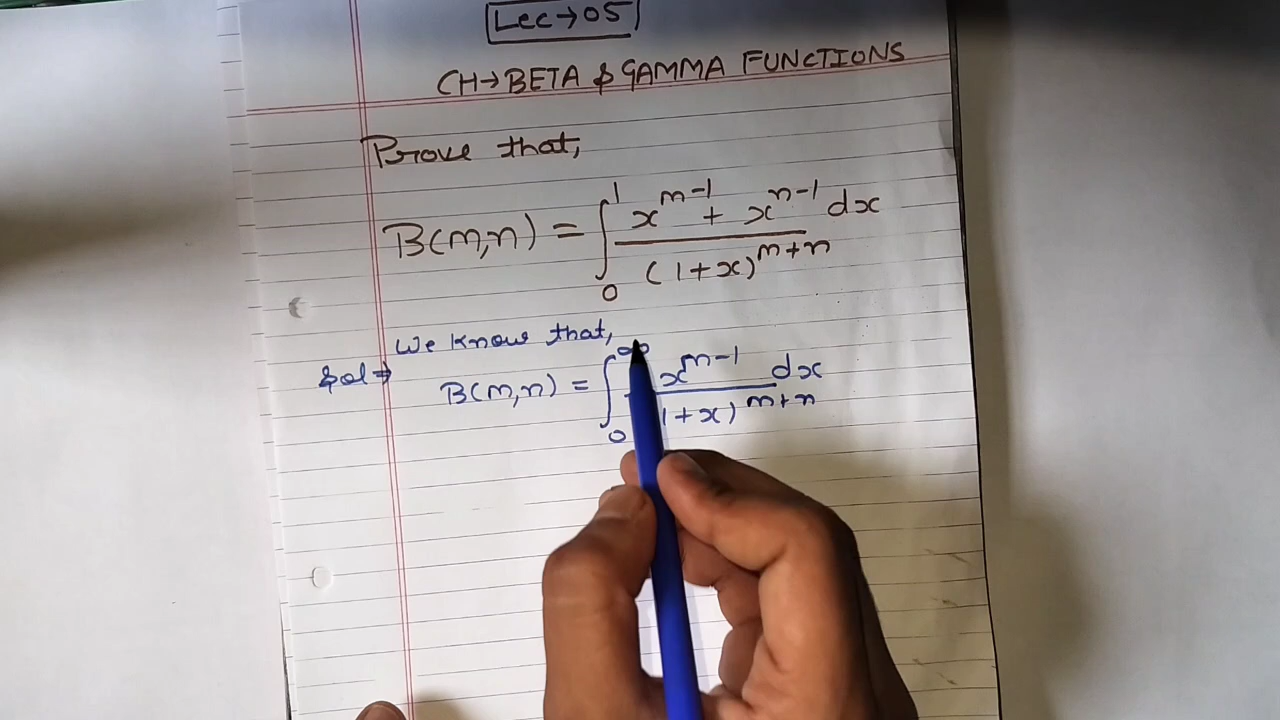 Lec→05
CH→BETA & GAMMA FUNCTIONS
Prove that,
B(m,n) = ∫₀¹ x^{m-1} + x^{n-1} dx / (1+x)^{m+n}
We know that,
Sol⇒ B(m,n) = ∫₀^∞ x^{m-1} dx / 1+x)^{m+n}